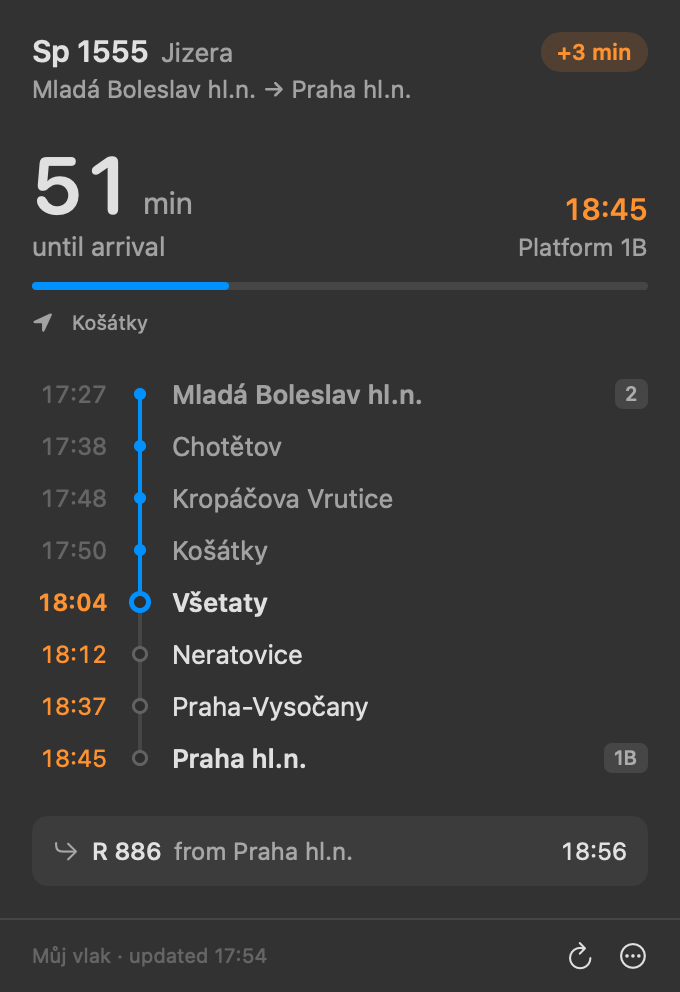 Sp 1555 Jizera +3 min
Mladá Boleslav hl.n. → Praha hl.n.
51 min
18:45
until arrival Platform 1B
Košátky
17:27 Mladá Boleslav hl.n. 2
17:38 Chotětov
17:48 Kropáčova Vrutice
17:50 Košátky
18:04 Všetaty
18:12 Neratovice
18:37 Praha-Vysočany
18:45 Praha hl.n. 1B
R 886 from Praha hl.n. 18:56
Můj vlak · updated 17:54